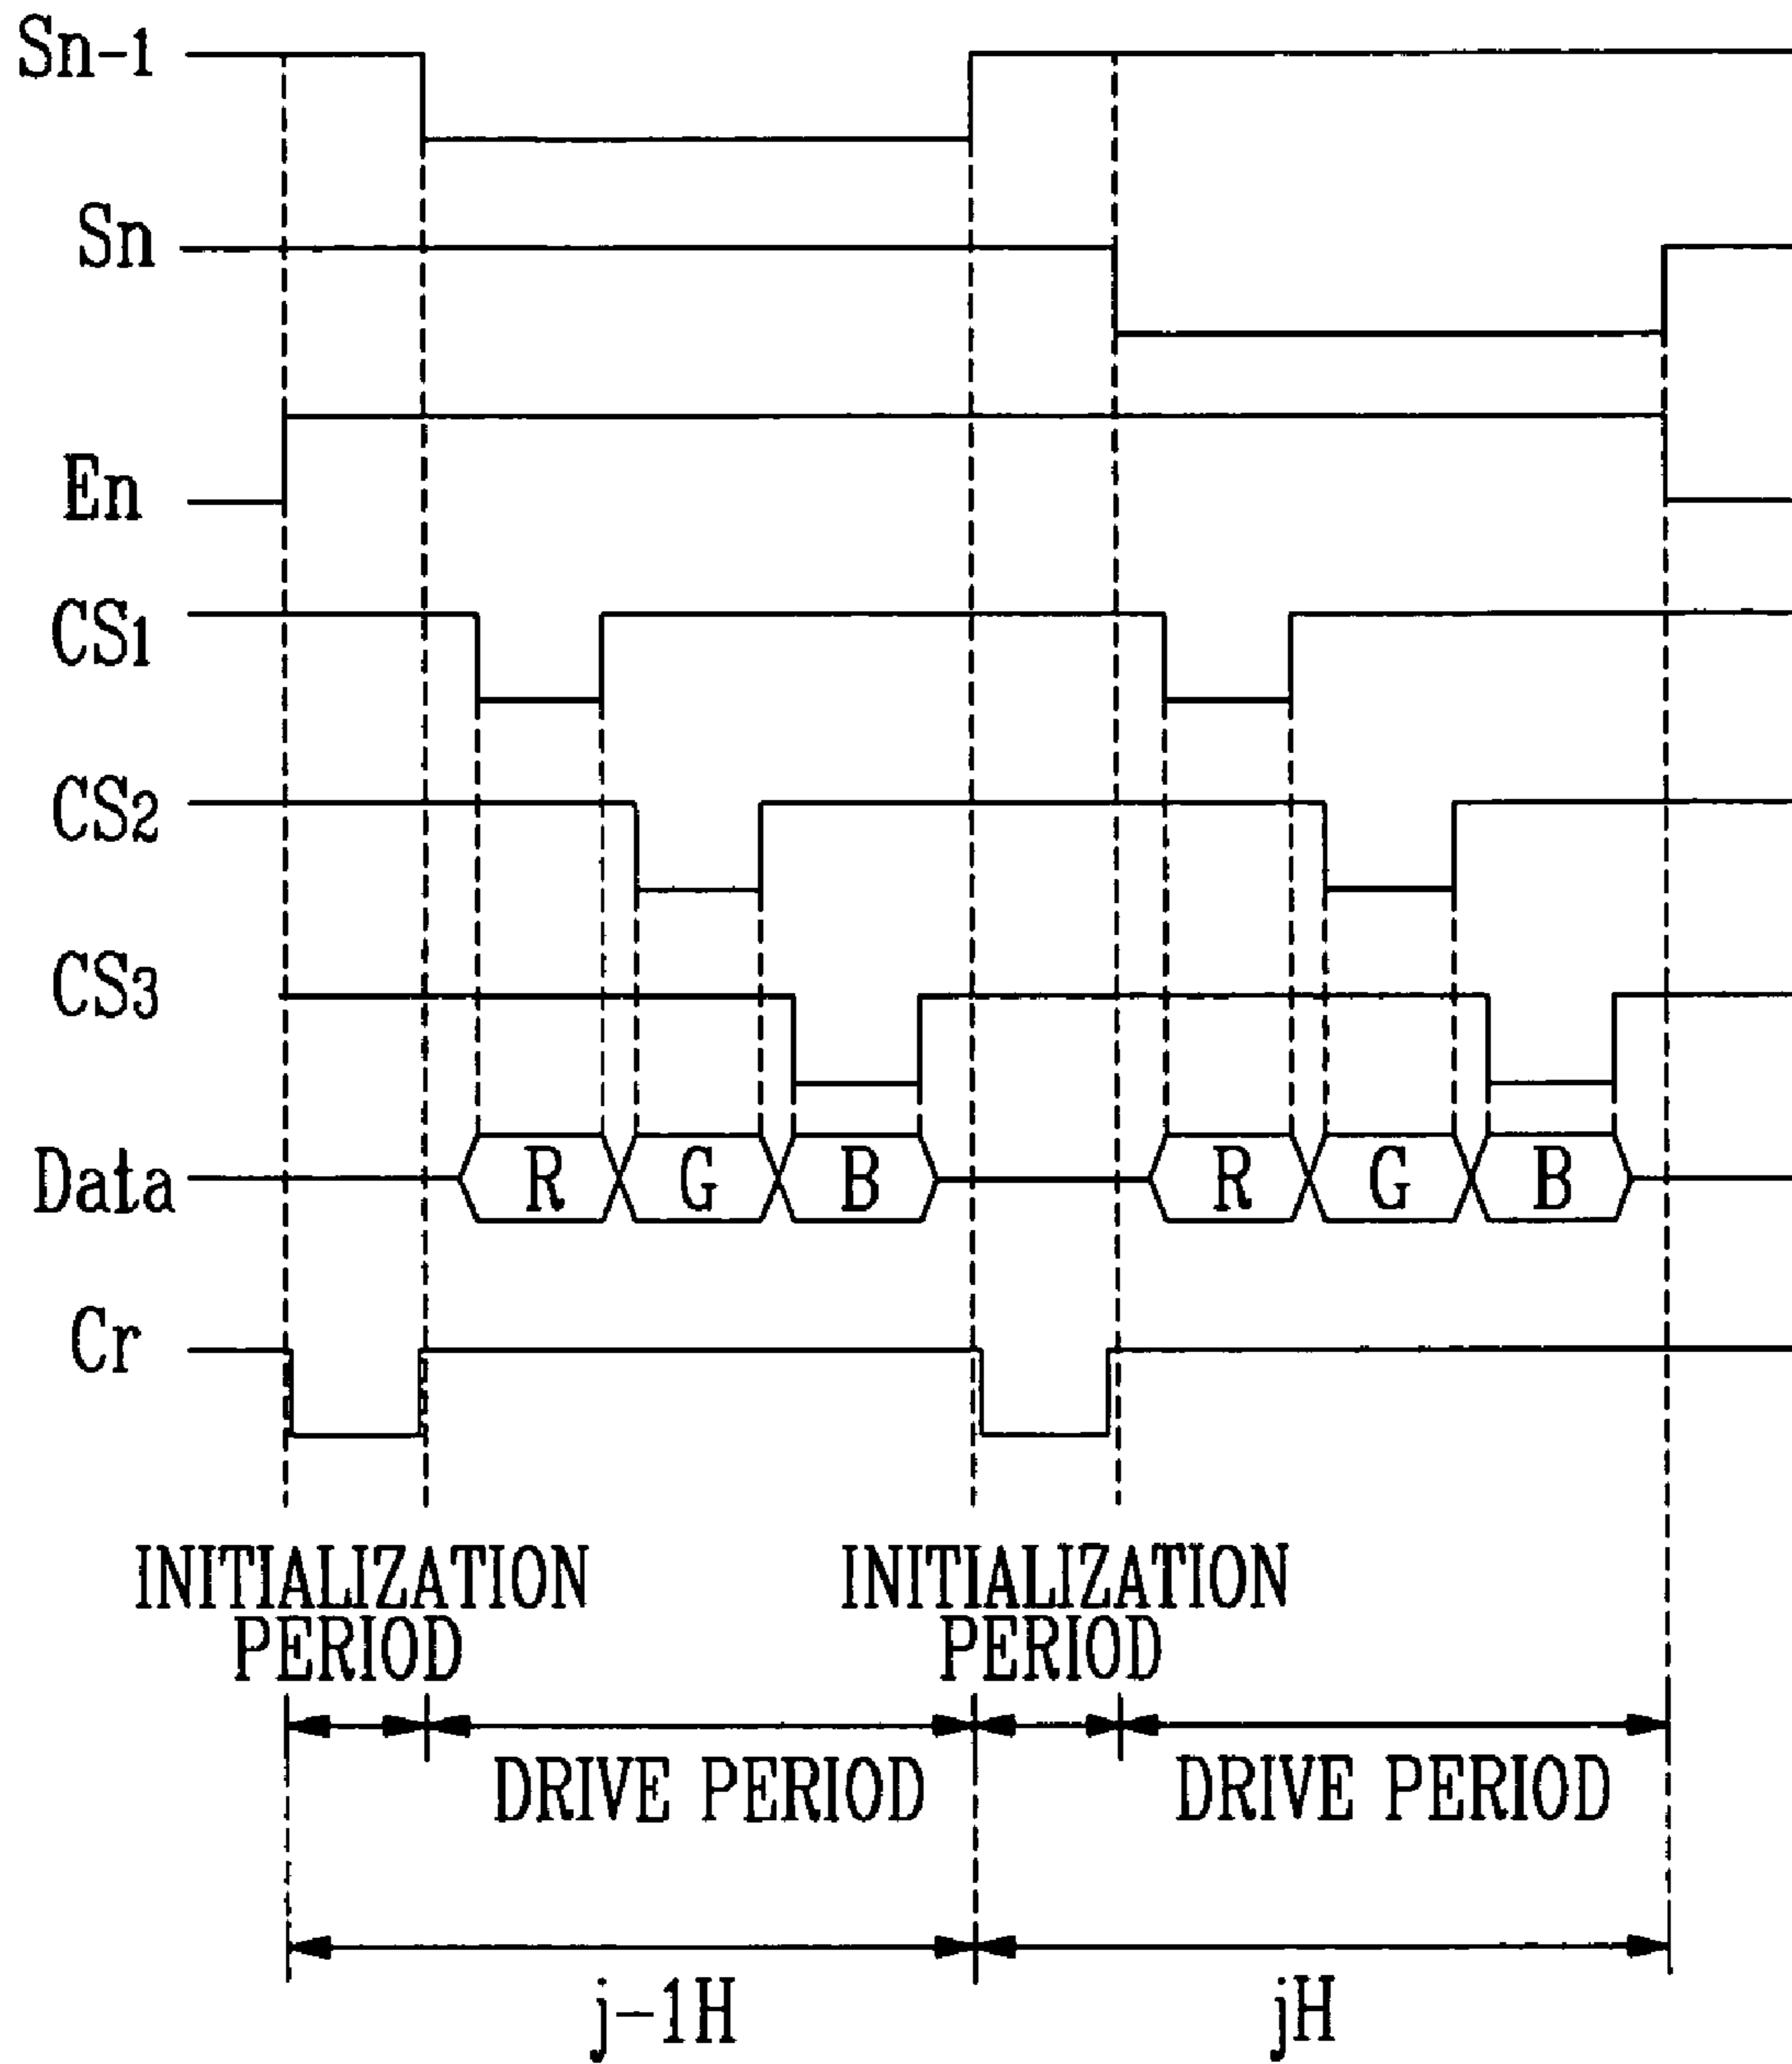 Sn-1
Sn
En
CS1
CS2
CS3
Data R G B R G B
Cr
INITIALIZATION PERIOD
INITIALIZATION PERIOD
DRIVE PERIOD DRIVE PERIOD
j-1H jH